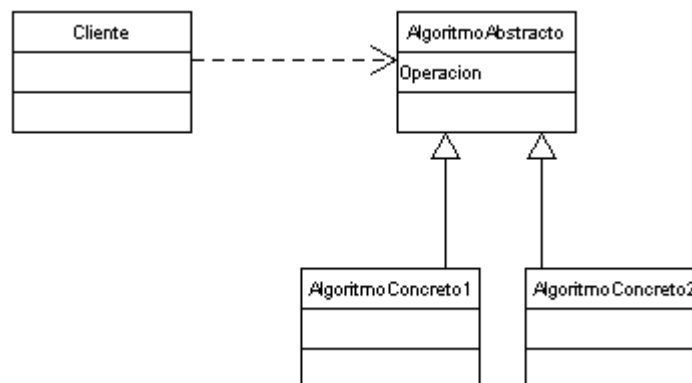 Cliente
AlgoritmoAbstracto
Operacion
AlgoritmoConcreto1
AlgoritmoConcreto2